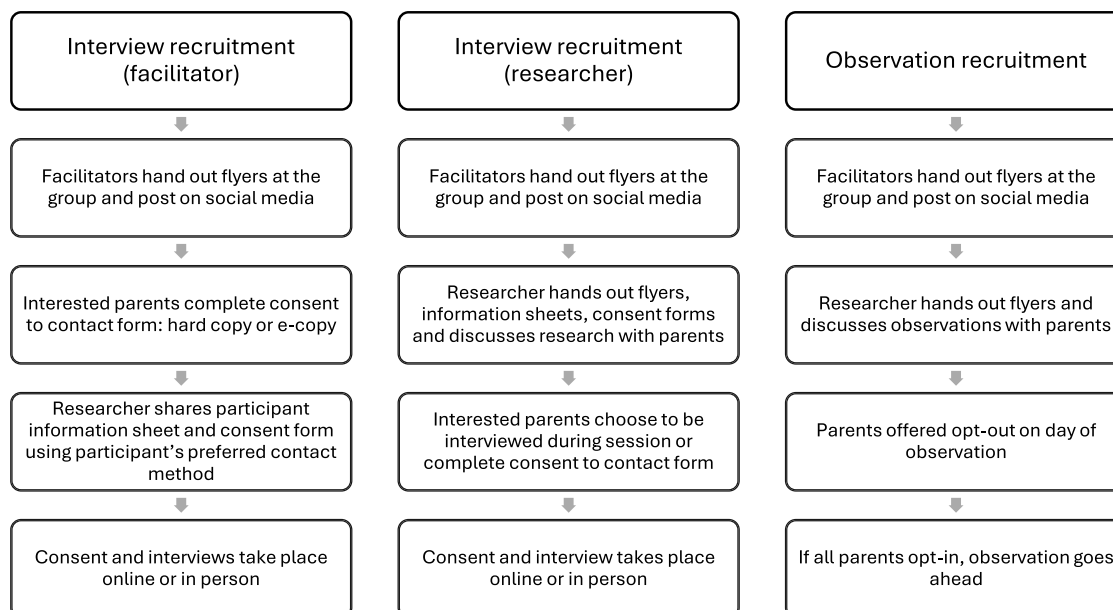 Interview recruitment
(facilitator)
Facilitators hand out flyers at the
group and post on social media
Interested parents complete consent
to contact form: hard copy or e-copy
Researcher shares participant
information sheet and consent form
using participant's preferred contact
method
Consent and interviews take place
online or in person
Interview recruitment
(researcher)
Facilitators hand out flyers at the
group and post on social media
Researcher hands out flyers,
information sheets, consent forms
and discusses research with parents
Interested parents choose to be
interviewed during session or
complete consent to contact form
Consent and interview takes place
online or in person
Observation recruitment
Facilitators hand out flyers at the
group and post on social media
Researcher hands out flyers and
discusses observations with parents
Parents offered opt-out on day of
observation
If all parents opt-in, observation goes
ahead